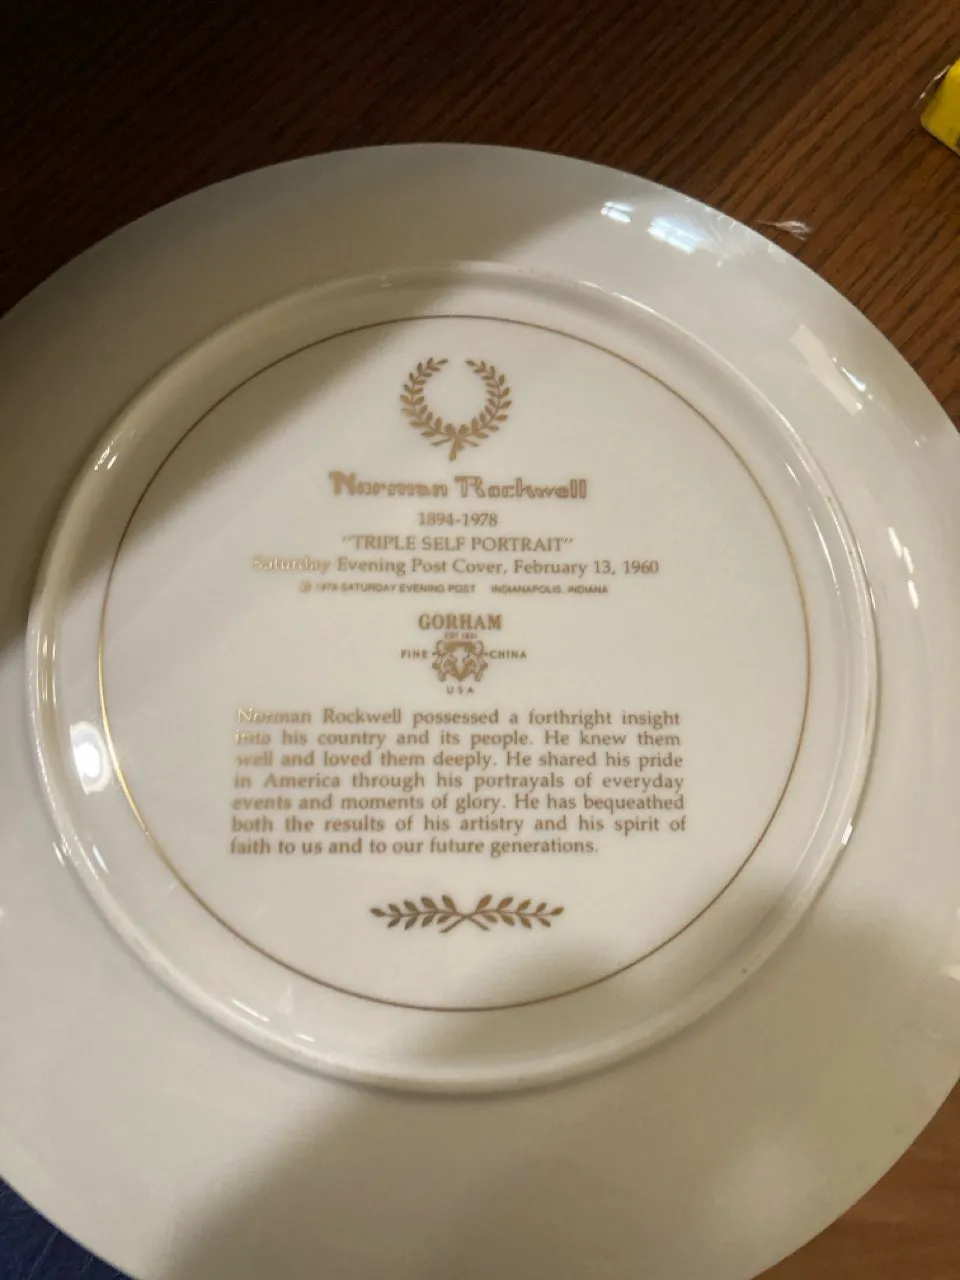 Norman Rockwell
1894-1978
"TRIPLE SELF PORTRAIT"
Saturday Evening Post Cover, February 13, 1960
© 1978 SATURDAY EVENING POST INDIANAPOLIS, INDIANA
GORHAM
EST. 1831
FINE CHINA
USA
Norman Rockwell possessed a forthright insight
into his country and its people. He knew them
well and loved them deeply. He shared his pride
in America through his portrayals of everyday
events and moments of glory. He has bequeathed
both the results of his artistry and his spirit of
faith to us and to our future generations.